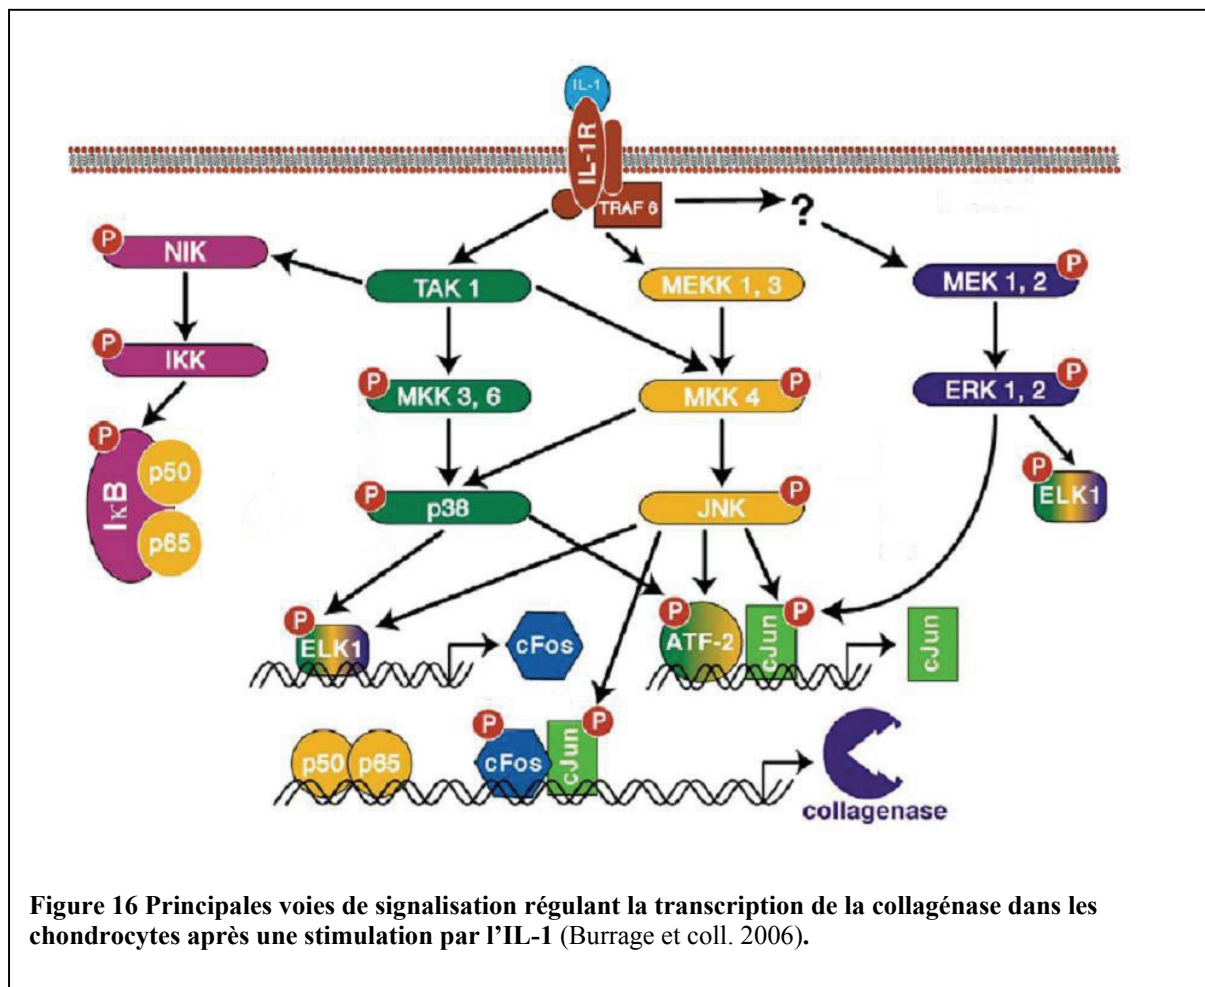 IL-1
IL-1R
TRAF 6
?
P
NIK
TAK 1
MEKK 1, 3
MEK 1, 2
P
P
IKK
P
MKK 3, 6
MKK 4
P
ERK 1, 2
P
P
IκB
p50
p65
P
p38
JNK
P
P
ELK1
P
ELK1
cFos
P
ATF-2
cJun
P
cJun
p50
p65
P
cFos
cJun
P
collagenase
Figure 16 Principales voies de signalisation régulant la transcription de la collagénase dans les
chondrocytes après une stimulation par l’IL-1 (Burrage et coll. 2006).